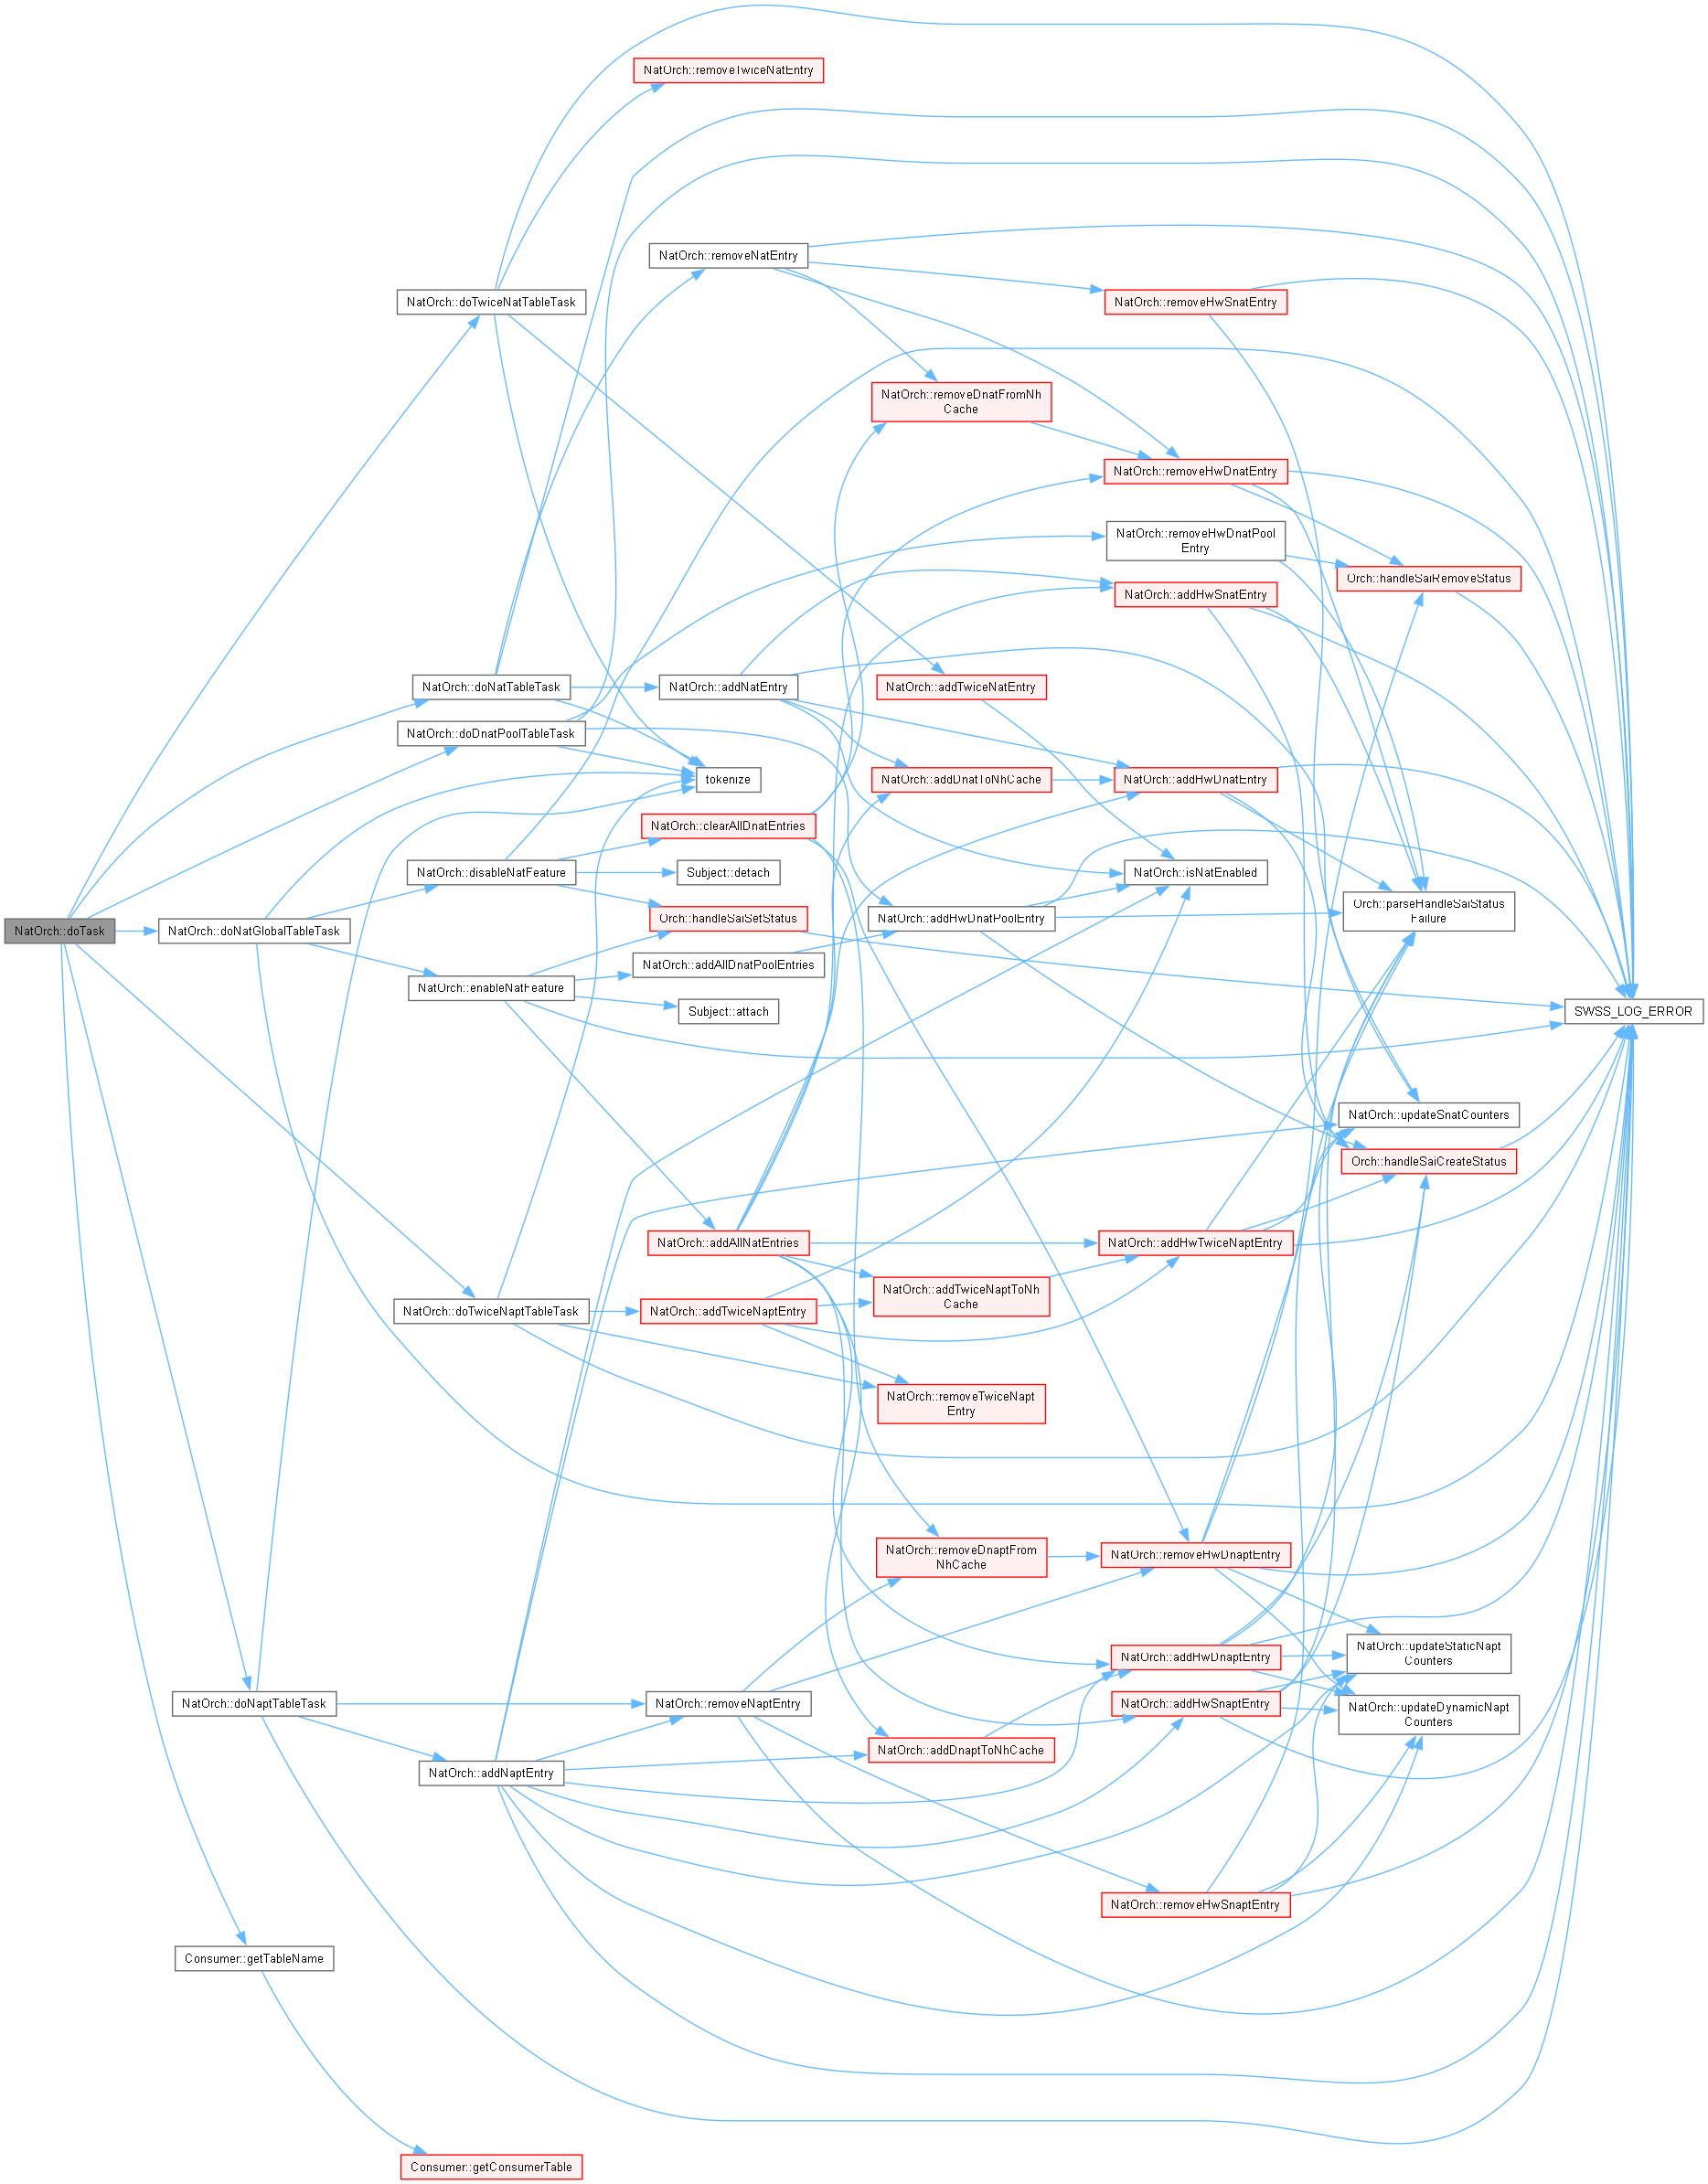 NatOrch::removeTwiceNatEntry
NatOrch::removeNatEntry
NatOrch::doTwiceNatTableTask
NatOrch::removeHwSnatEntry
NatOrch::removeDnatFromNh
Cache
NatOrch::removeHwDnatEntry
NatOrch::removeHwDnatPool
Entry
Orch::handleSaiRemoveStatus
NatOrch::addHwSnatEntry
NatOrch::doNatTableTask
NatOrch::addNatEntry
NatOrch::addTwiceNatEntry
NatOrch::doDnatPoolTableTask
tokenize
NatOrch::addDnatToNhCache
NatOrch::addHwDnatEntry
NatOrch::clearAllDnatEntries
NatOrch::disableNatFeature
Subject::detach
NatOrch::isNatEnabled
Orch::handleSaiSetStatus
NatOrch::addHwDnatPoolEntry
Orch::parseHandleSaiStatus
Failure
NatOrch::doTask
NatOrch::doNatGlobalTableTask
NatOrch::addAllDnatPoolEntries
NatOrch::enableNatFeature
Subject::attach
SWSS_LOG_ERROR
NatOrch::updateSnatCounters
Orch::handleSaiCreateStatus
NatOrch::addAllNatEntries
NatOrch::addHwTwiceNaptEntry
NatOrch::addTwiceNaptToNh
Cache
NatOrch::doTwiceNaptTableTask
NatOrch::addTwiceNaptEntry
NatOrch::removeTwiceNapt
Entry
NatOrch::removeDnaptFrom
NhCache
NatOrch::removeHwDnaptEntry
NatOrch::addHwDnaptEntry
NatOrch::updateStaticNapt
Counters
NatOrch::doNaptTableTask
NatOrch::removeNaptEntry
NatOrch::addHwSnaptEntry
NatOrch::updateDynamicNapt
Counters
NatOrch::addDnaptToNhCache
NatOrch::addNaptEntry
NatOrch::removeHwSnaptEntry
Consumer::getTableName
Consumer::getConsumerTable